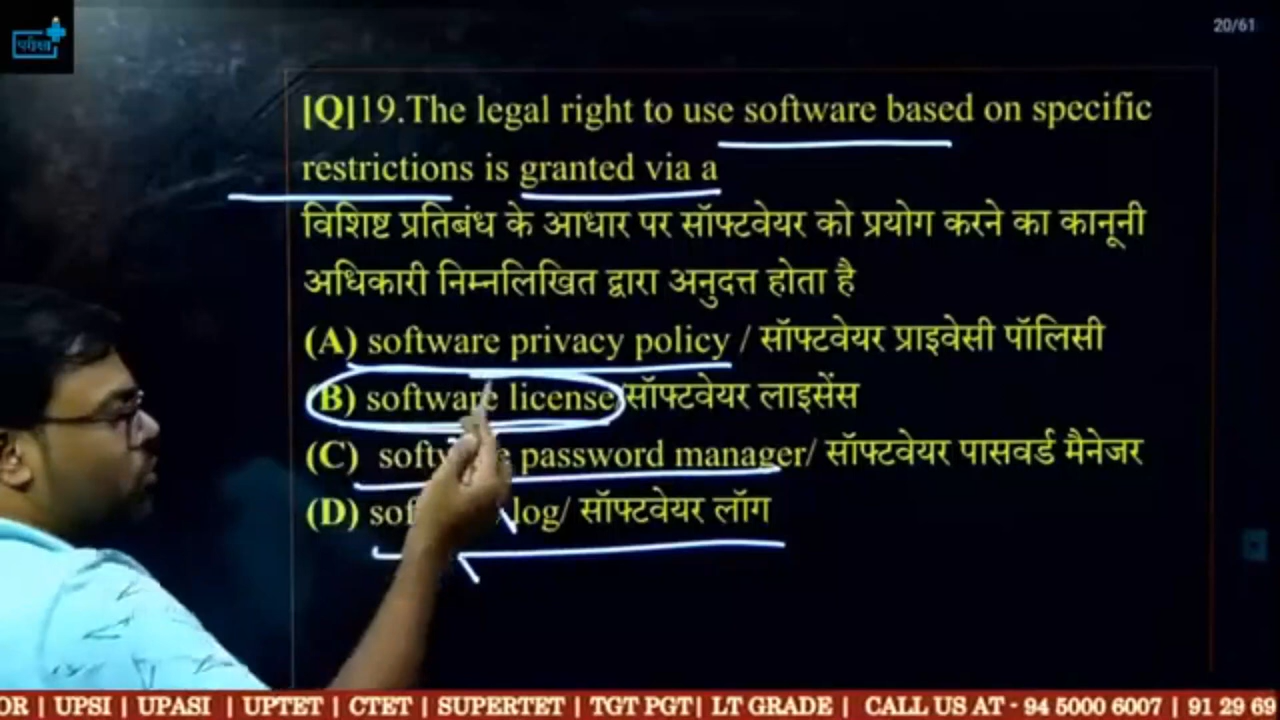 परीक्षा
20/61
[Q]19.The legal right to use software based on specific
restrictions is granted via a
विशिष्ट प्रतिबंध के आधार पर सॉफ्टवेयर को प्रयोग करने का कानूनी
अधिकारी निम्नलिखित द्वारा अनुदत्त होता है
(A) software privacy policy / सॉफ्टवेयर प्राइवेसी पॉलिसी
(B) software license/सॉफ्टवेयर लाइसेंस
(C) software password manager/ सॉफ्टवेयर पासवर्ड मैनेजर
(D) log/ सॉफ्टवेयर लॉग
OR | UPSI | UPASI | UPTET | CTET | SUPERTET | TGT PGT| LT GRADE | CALL US AT - 94 5000 6007 | 91 29 69